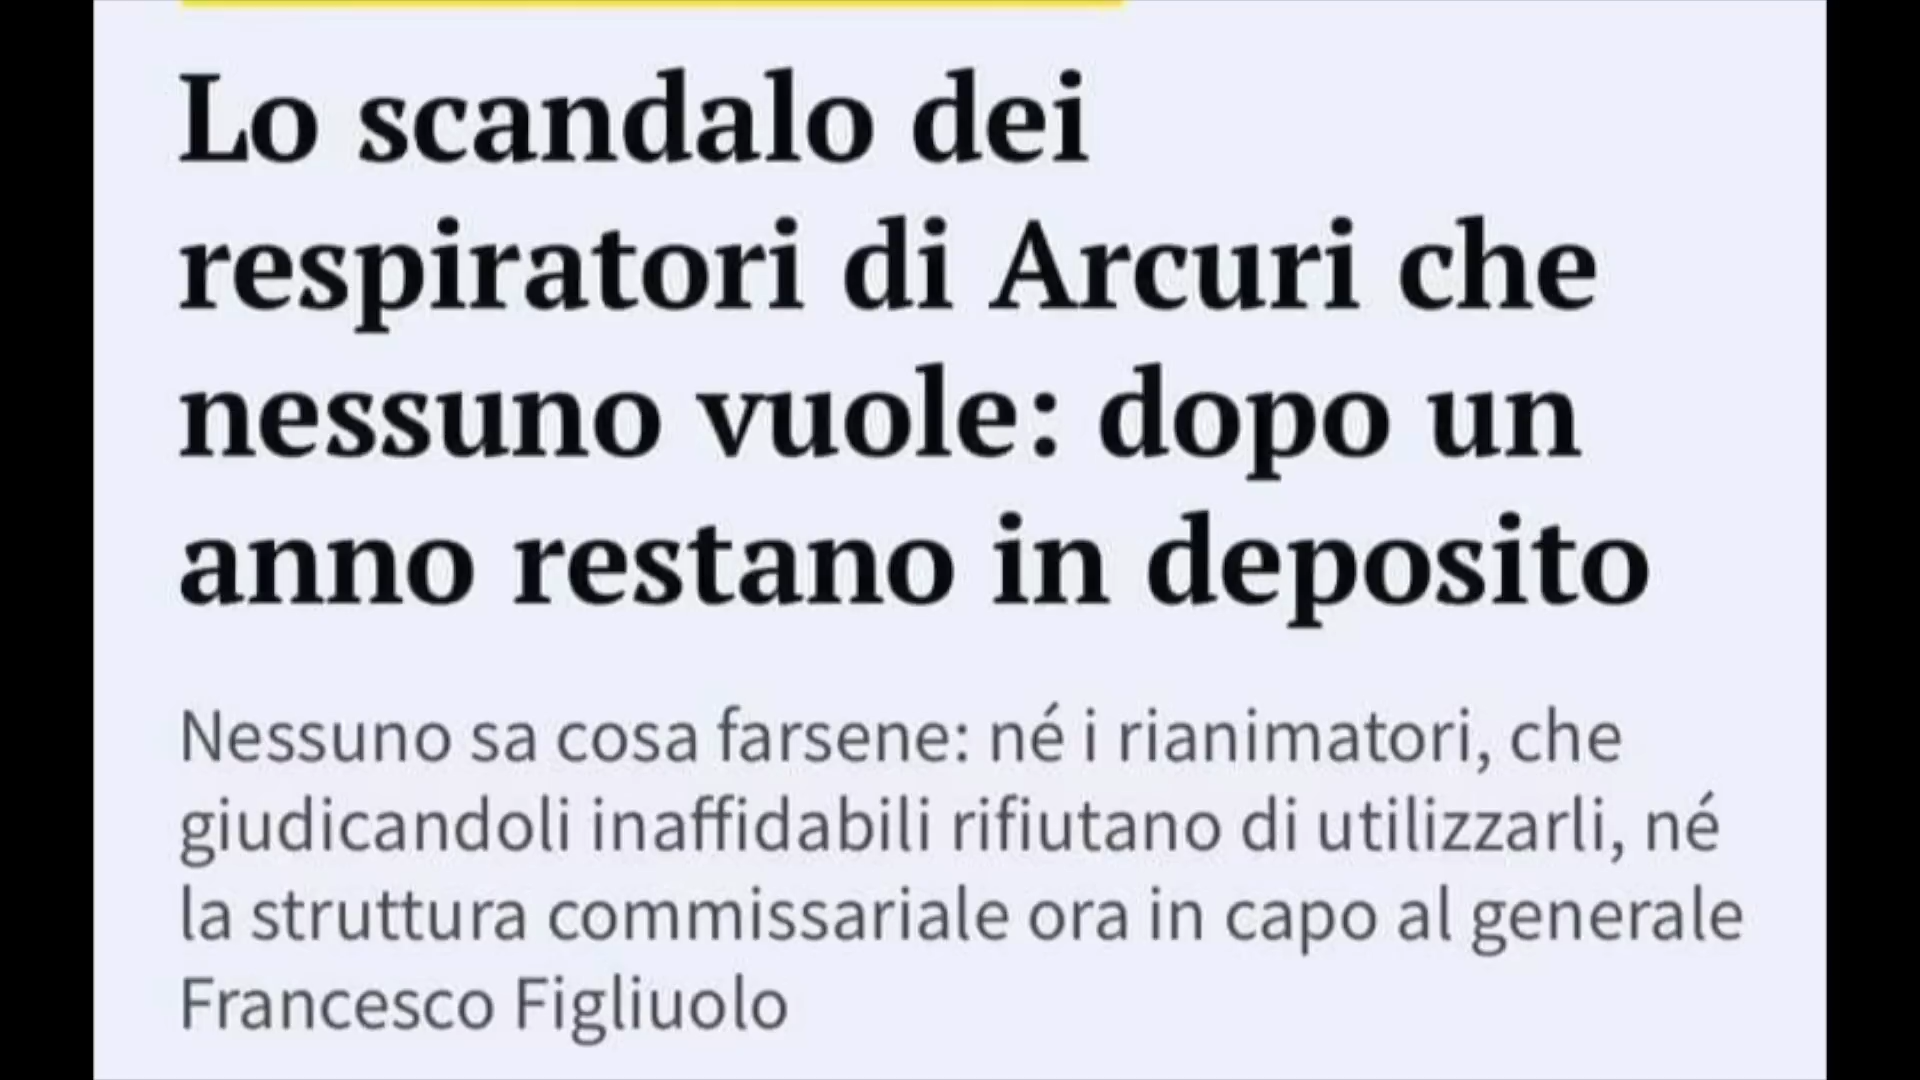 Lo scandalo dei
respiratori di Arcuri che
nessuno vuole: dopo un
anno restano in deposito
Nessuno sa cosa farsene: né i rianimatori, che
giudicandoli inaffidabili rifiutano di utilizzarli, né
la struttura commissariale ora in capo al generale
Francesco Figliuolo